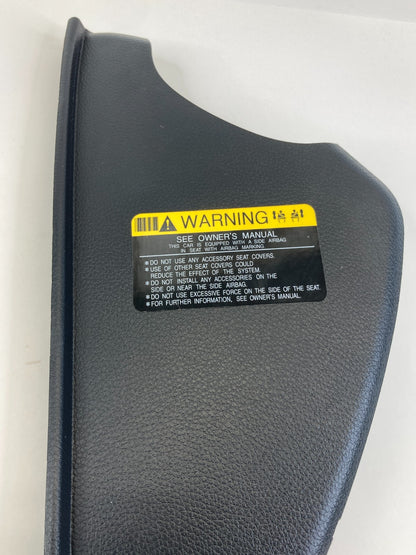 WARNING
SEE OWNER'S MANUAL
THIS CAR IS EQUIPPED WITH A SIDE AIRBAG
IN SEAT WITH AIRBAG MARKING.
*DO NOT USE ANY ACCESSORY SEAT COVERS.
*USE OF OTHER SEAT COVERS COULD
REDUCE THE EFFECT OF THE SYSTEM.
*DO NOT INSTALL ANY ACCESSORIES ON THE
SIDE OR NEAR THE SIDE AIRBAG.
*DO NOT USE EXCESSIVE FORCE ON THE SIDE OF THE SEAT.
*FOR FURTHER INFORMATION, SEE OWNER'S MANUAL.